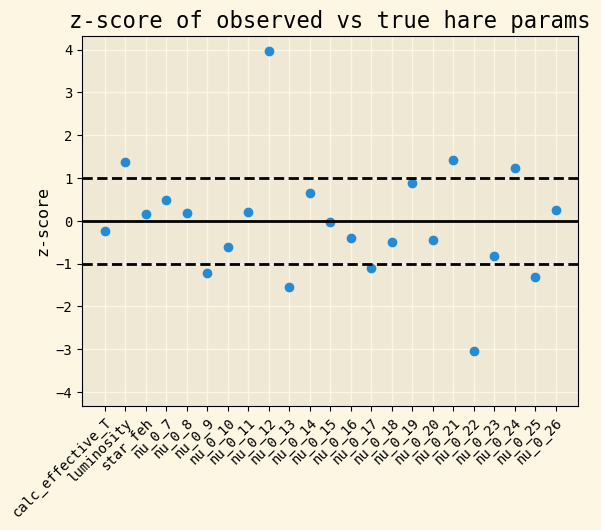 z-score of observed vs true hare params
z-score
4
3
2
1
0
−1
−2
−3
−4
calc_effective_T
luminosity
star_feh
nu_0_7
nu_0_8
nu_0_9
nu_0_10
nu_0_11
nu_0_12
nu_0_13
nu_0_14
nu_0_15
nu_0_16
nu_0_17
nu_0_18
nu_0_19
nu_0_20
nu_0_21
nu_0_22
nu_0_23
nu_0_24
nu_0_25
nu_0_26